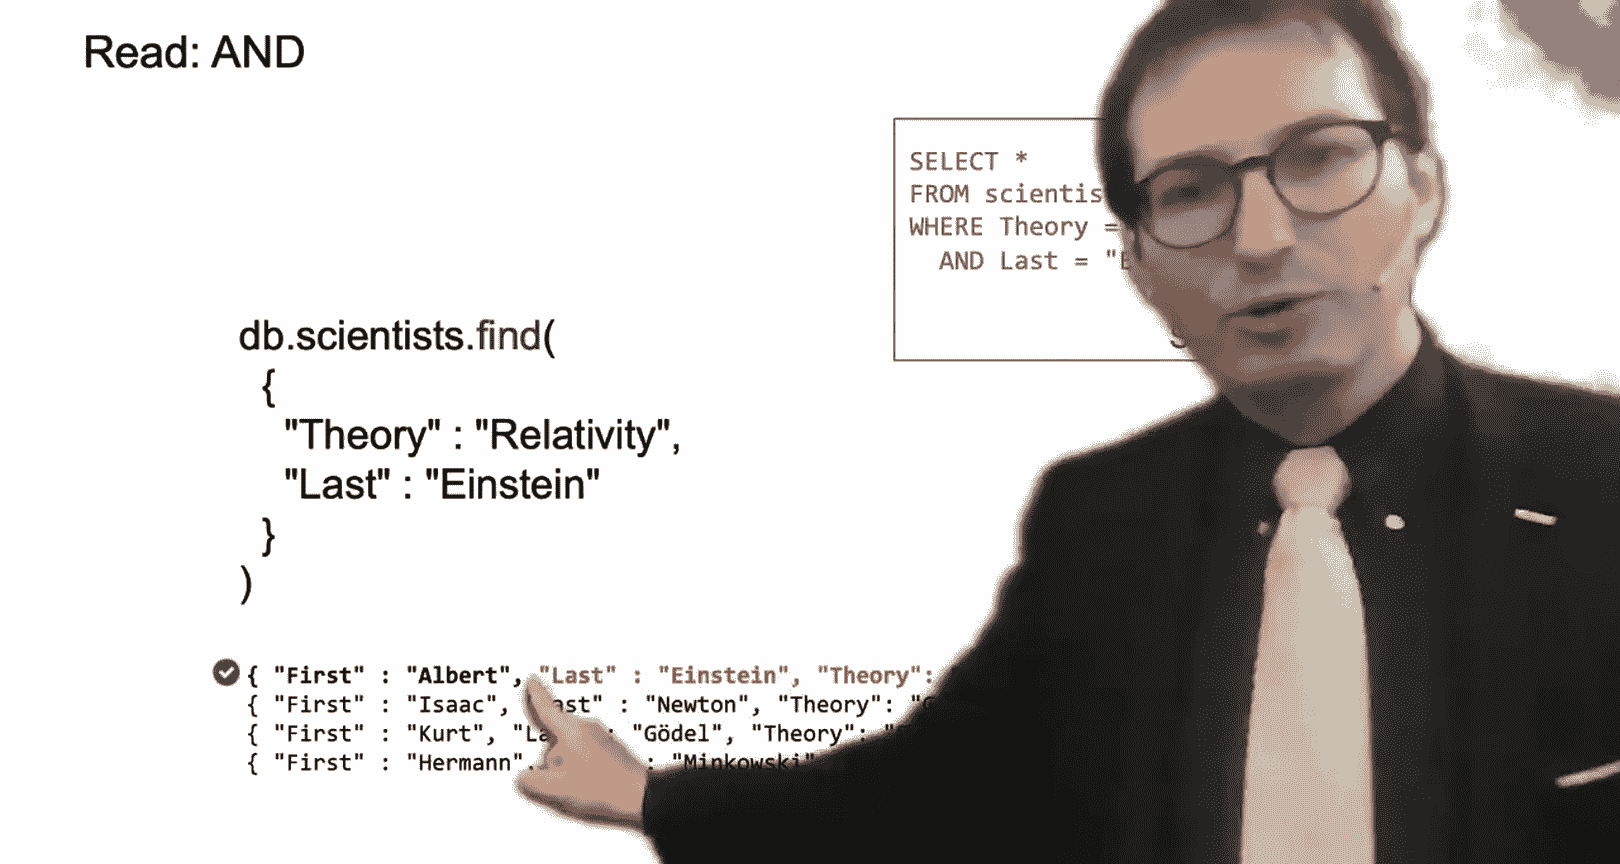 Read: AND
SELECT *
FROM
WHERE Theory =
AND Last =
db.scientists.find(
{
"Theory" : "Relativity",
"Last" : "Einstein"
}
)
{ "First" : "Albert", "Last" : "Einstein", "Theory":
{ "First" : "Isaac", : "Newton", "Theory":
{ "First" : "Kurt", : "Gödel", "Theory":
{ "First" : "Hermann" : "Minkowski"